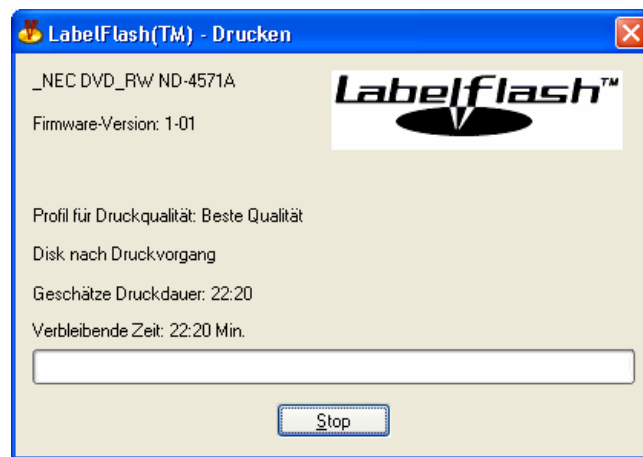 LabelFlash(TM) - Drucken
_NEC DVD_RW ND-4571A
Labelflash™
Firmware-Version: 1-01
Profil für Druckqualität: Beste Qualität
Disk nach Druckvorgang
Geschätze Druckdauer: 22:20
Verbleibende Zeit: 22:20 Min.
Stop